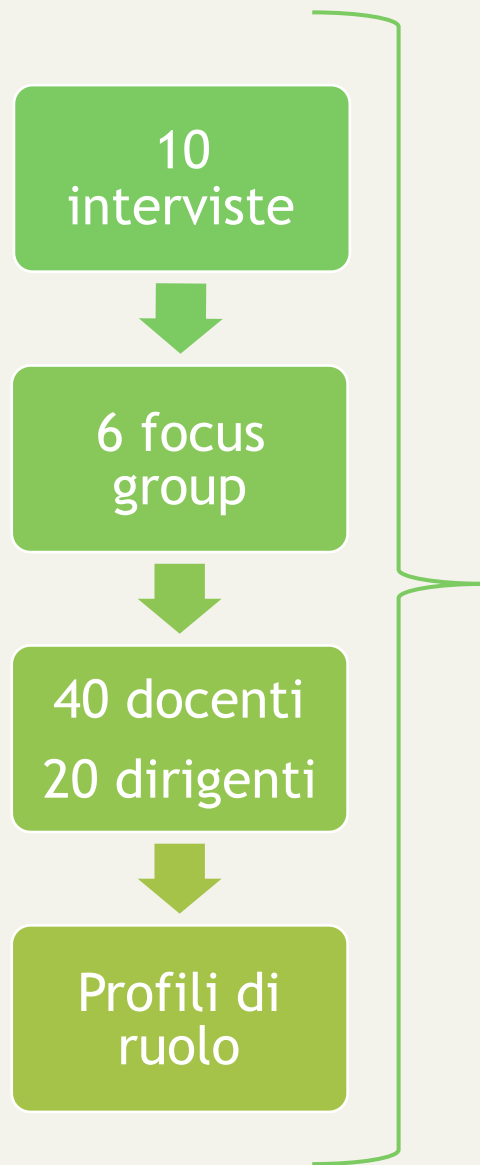 10
interviste
6 focus
group
40 docenti
20 dirigenti
Profili di
ruolo